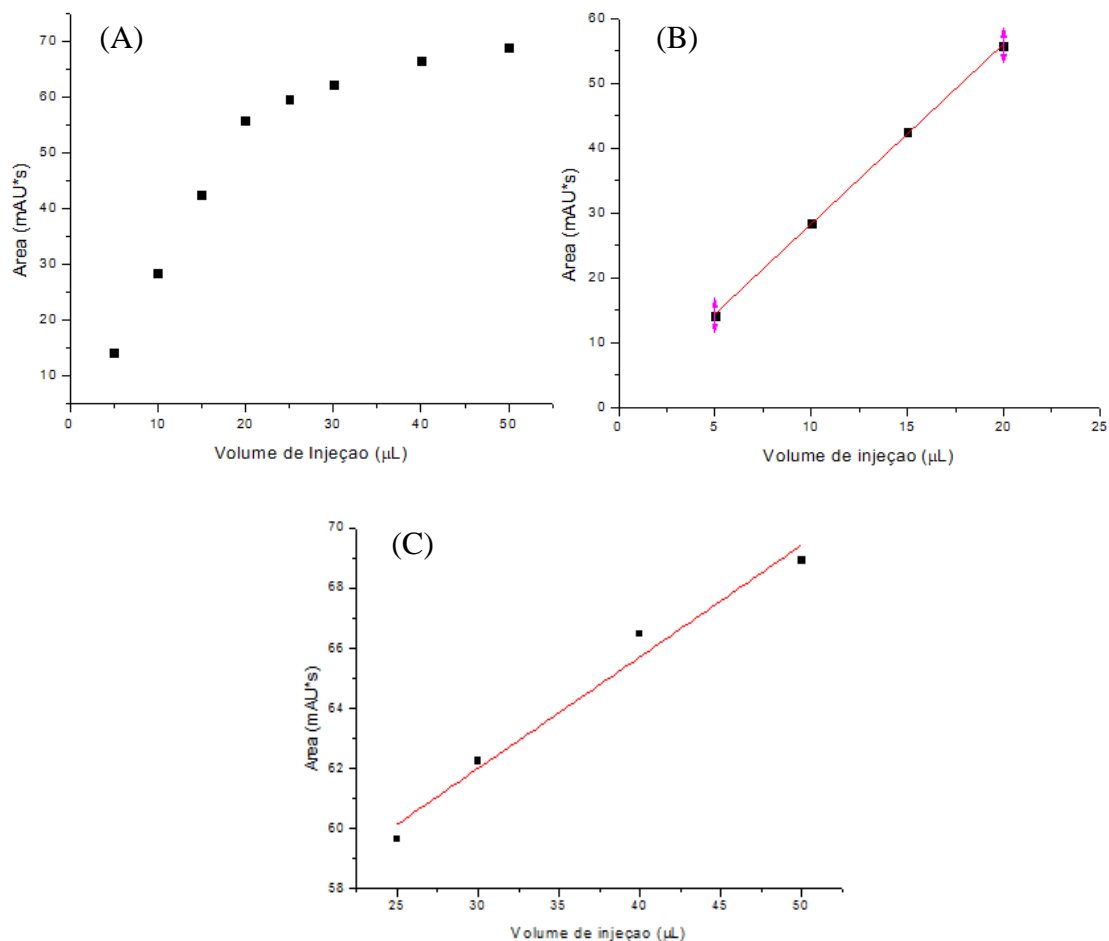 (A)
70
60
50
40
30
20
10
0 10 20 30 40 50
Area (mAU*s)
Volume de Injeçao (µL)
(B)
60
50
40
30
20
10
0
0 5 10 15 20 25
Area (mAU*s)
Volume de injeçao (µL)
(C)
70
68
66
64
62
60
58
25 30 35 40 45 50
Area (mAU*s)
Volume de injeçao (µL)